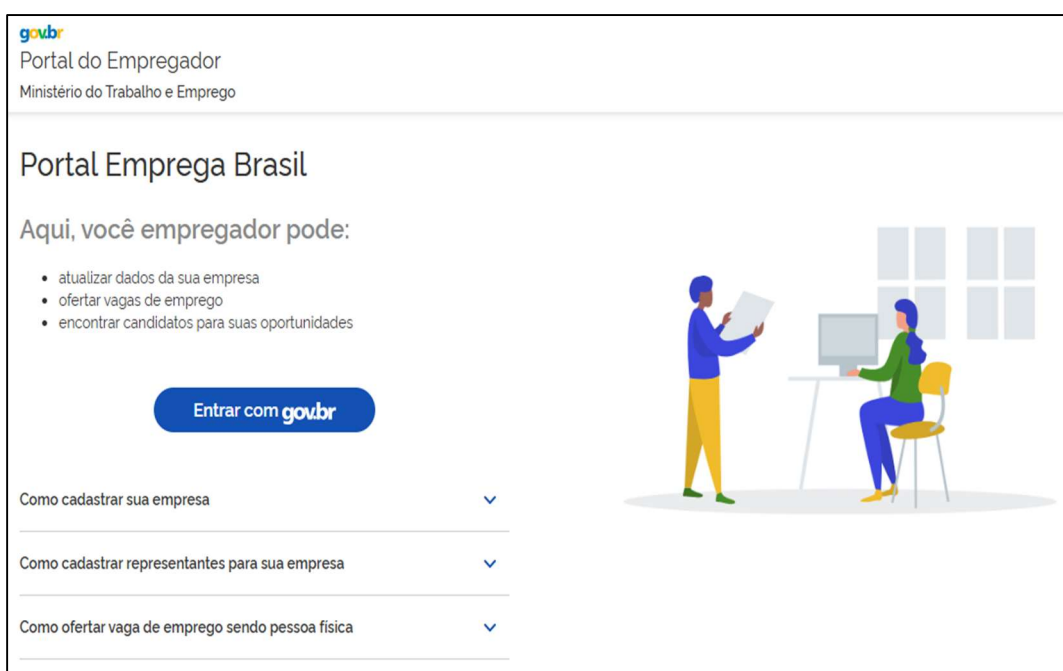 gov.br
Portal do Empregador
Ministério do Trabalho e Emprego
Portal Emprega Brasil
Aqui, você empregador pode:
• atualizar dados da sua empresa
• ofertar vagas de emprego
• encontrar candidatos para suas oportunidades
Entrar com gov.br
Como cadastrar sua empresa
Como cadastrar representantes para sua empresa
Como ofertar vaga de emprego sendo pessoa física